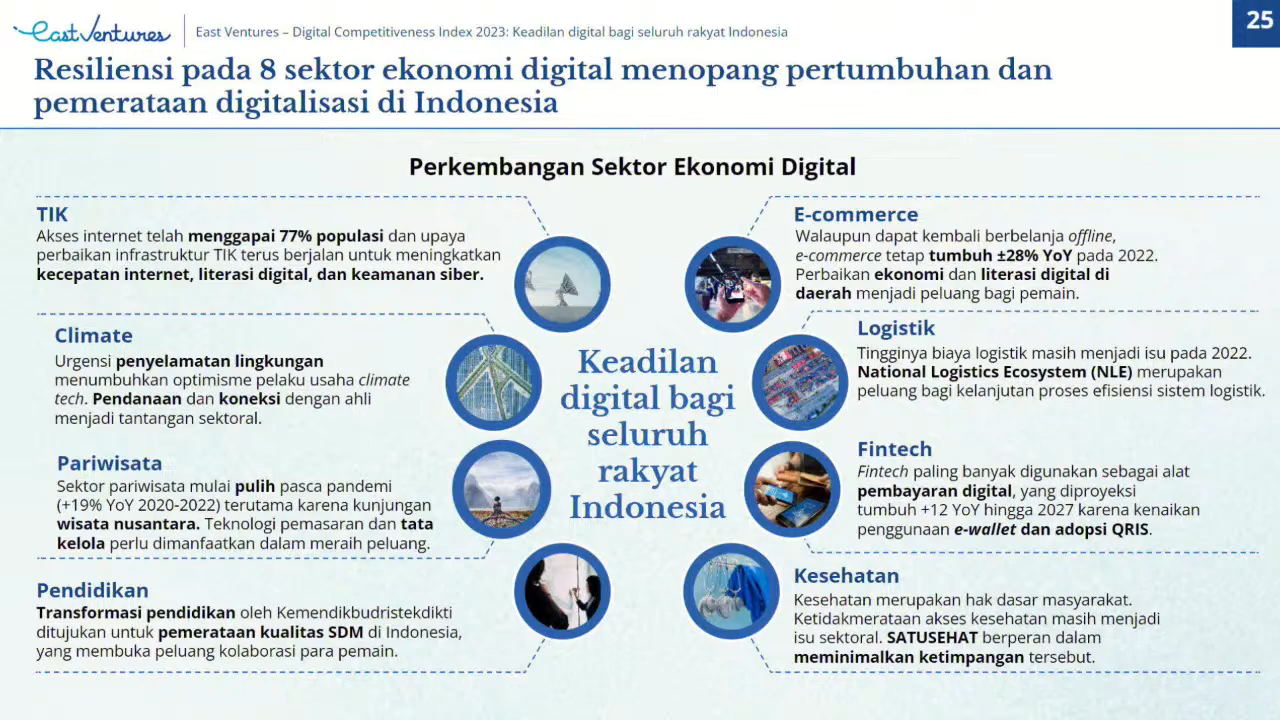 East Ventures
East Ventures – Digital Competitiveness Index 2023: Keadilan digital bagi seluruh rakyat Indonesia
25
Resiliensi pada 8 sektor ekonomi digital menopang pertumbuhan dan
pemerataan digitalisasi di Indonesia
Perkembangan Sektor Ekonomi Digital
TIK
Akses internet telah menggapai 77% populasi dan upaya
perbaikan infrastruktur TIK terus berjalan untuk meningkatkan
kecepatan internet, literasi digital, dan keamanan siber.
Climate
Urgensi penyelamatan lingkungan
menumbuhkan optimisme pelaku usaha climate
tech. Pendanaan dan koneksi dengan ahli
menjadi tantangan sektoral.
Pariwisata
Sektor pariwisata mulai pulih pasca pandemi
(+19% YoY 2020-2022) terutama karena kunjungan
wisata nusantara. Teknologi pemasaran dan tata
kelola perlu dimanfaatkan dalam meraih peluang.
Pendidikan
Transformasi pendidikan oleh Kemendikbudristekdikti
ditujukan untuk pemerataan kualitas SDM di Indonesia,
yang membuka peluang kolaborasi para pemain.
Keadilan
digital bagi
seluruh
rakyat
Indonesia
E-commerce
Walaupun dapat kembali berbelanja offline,
e-commerce tetap tumbuh ±28% YoY pada 2022.
Perbaikan ekonomi dan literasi digital di
daerah menjadi peluang bagi pemain.
Logistik
Tingginya biaya logistik masih menjadi isu pada 2022.
National Logistics Ecosystem (NLE) merupakan
peluang bagi kelanjutan proses efisiensi sistem logistik.
Fintech
Fintech paling banyak digunakan sebagai alat
pembayaran digital, yang diproyeksi
tumbuh +12 YoY hingga 2027 karena kenaikan
penggunaan e-wallet dan adopsi QRIS.
Kesehatan
Kesehatan merupakan hak dasar masyarakat.
Ketidakmerataan akses kesehatan masih menjadi
isu sektoral. SATUSEHAT berperan dalam
meminimalkan ketimpangan tersebut.